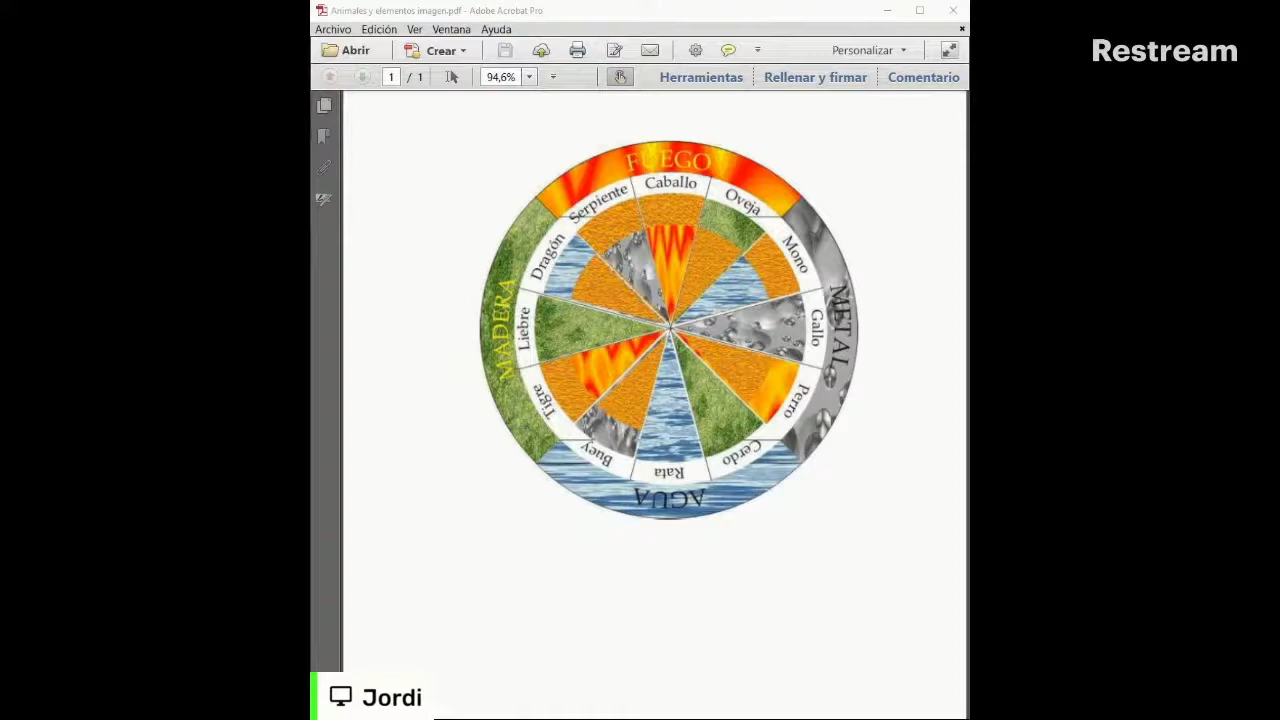 Animales y elementos imagen.pdf - Adobe Acrobat Pro
Archivo Edición Ver Ventana Ayuda
Abrir Crear Personalizar
1 / 1 94,6% Herramientas Rellenar y firmar Comentario
Restream
FUEGO
Serpiente Caballo Oveja
Dragón Mono
MADERA Liebre Gallo METAL
Tigre Perro
Buey Rata Cerdo
AGUA
Jordi